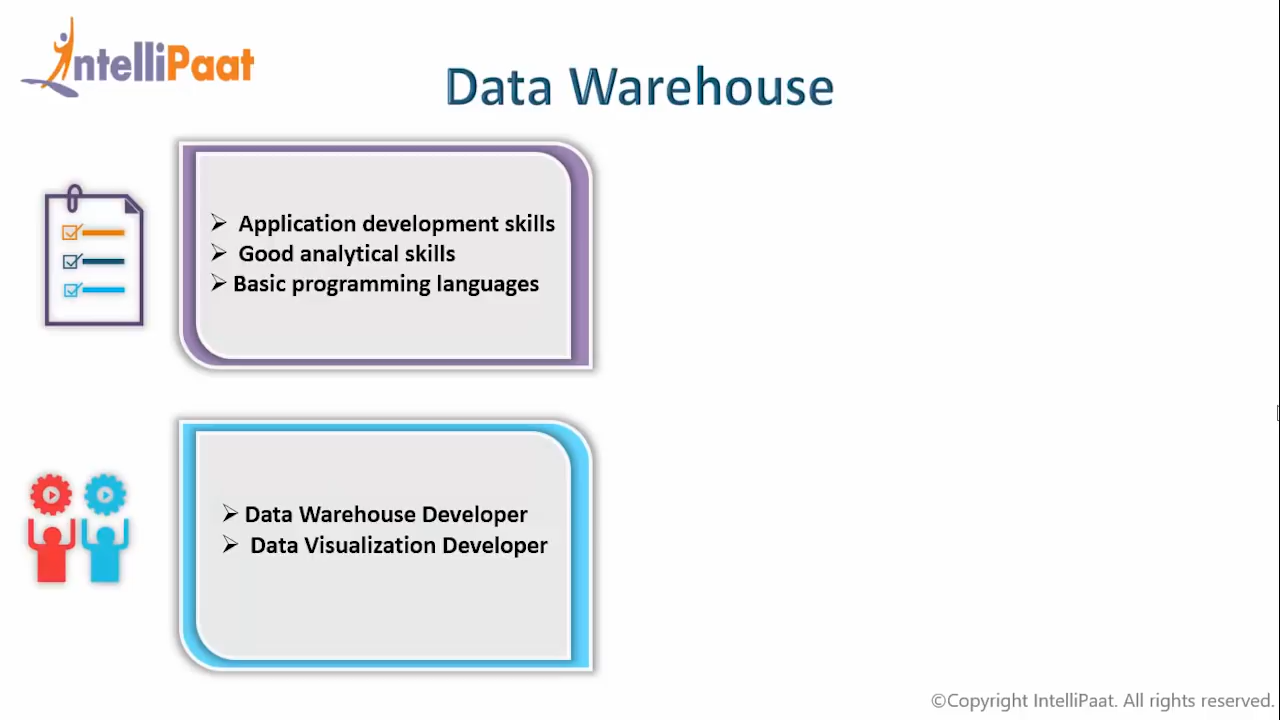 IntelliPaat
Data Warehouse
➢ Application development skills
➢ Good analytical skills
➢ Basic programming languages
➢ Data Warehouse Developer
➢ Data Visualization Developer
©Copyright IntelliPaat. All rights reserved.